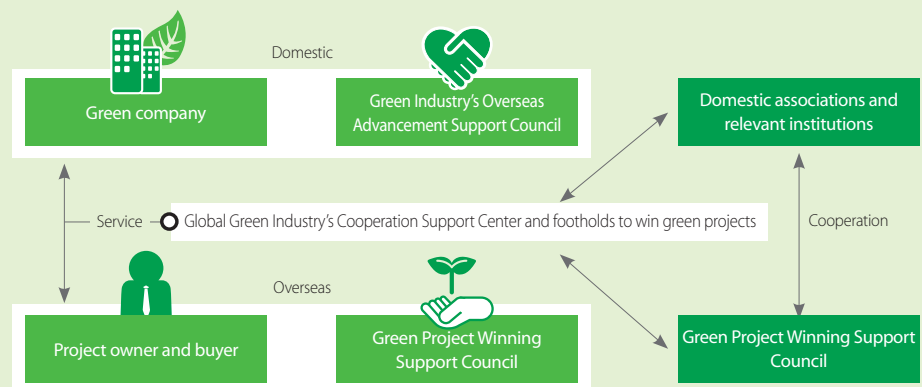 Domestic
Green company
Green Industry's Overseas
Advancement Support Council
Domestic associations and
relevant institutions
Service
Global Green Industry's Cooperation Support Center and footholds to win green projects
Cooperation
Overseas
Project owner and buyer
Green Project Winning
Support Council
Green Project Winning Support
Council